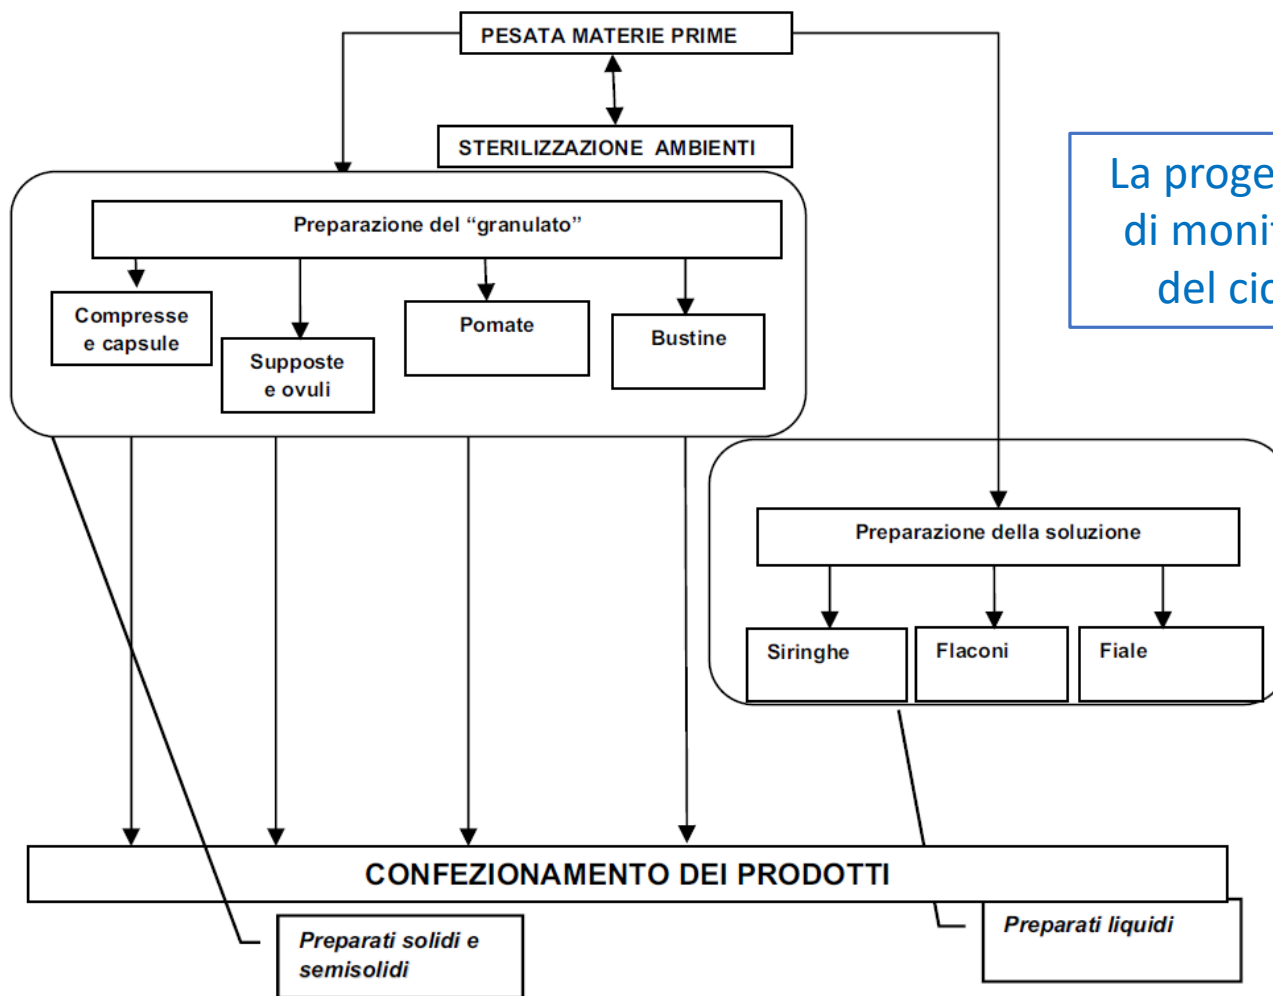 PESATA MATERIE PRIME
STERILIZZAZIONE AMBIENTI
La proge
di moni
del cic
Preparazione del “granulato”
Compresse
e capsule
Supposte
e ovuli
Pomate
Bustine
Preparazione della soluzione
Siringhe
Flaconi
Fiale
CONFEZIONAMENTO DEI PRODOTTI
Preparati solidi e
semisolidi
Preparati liquidi